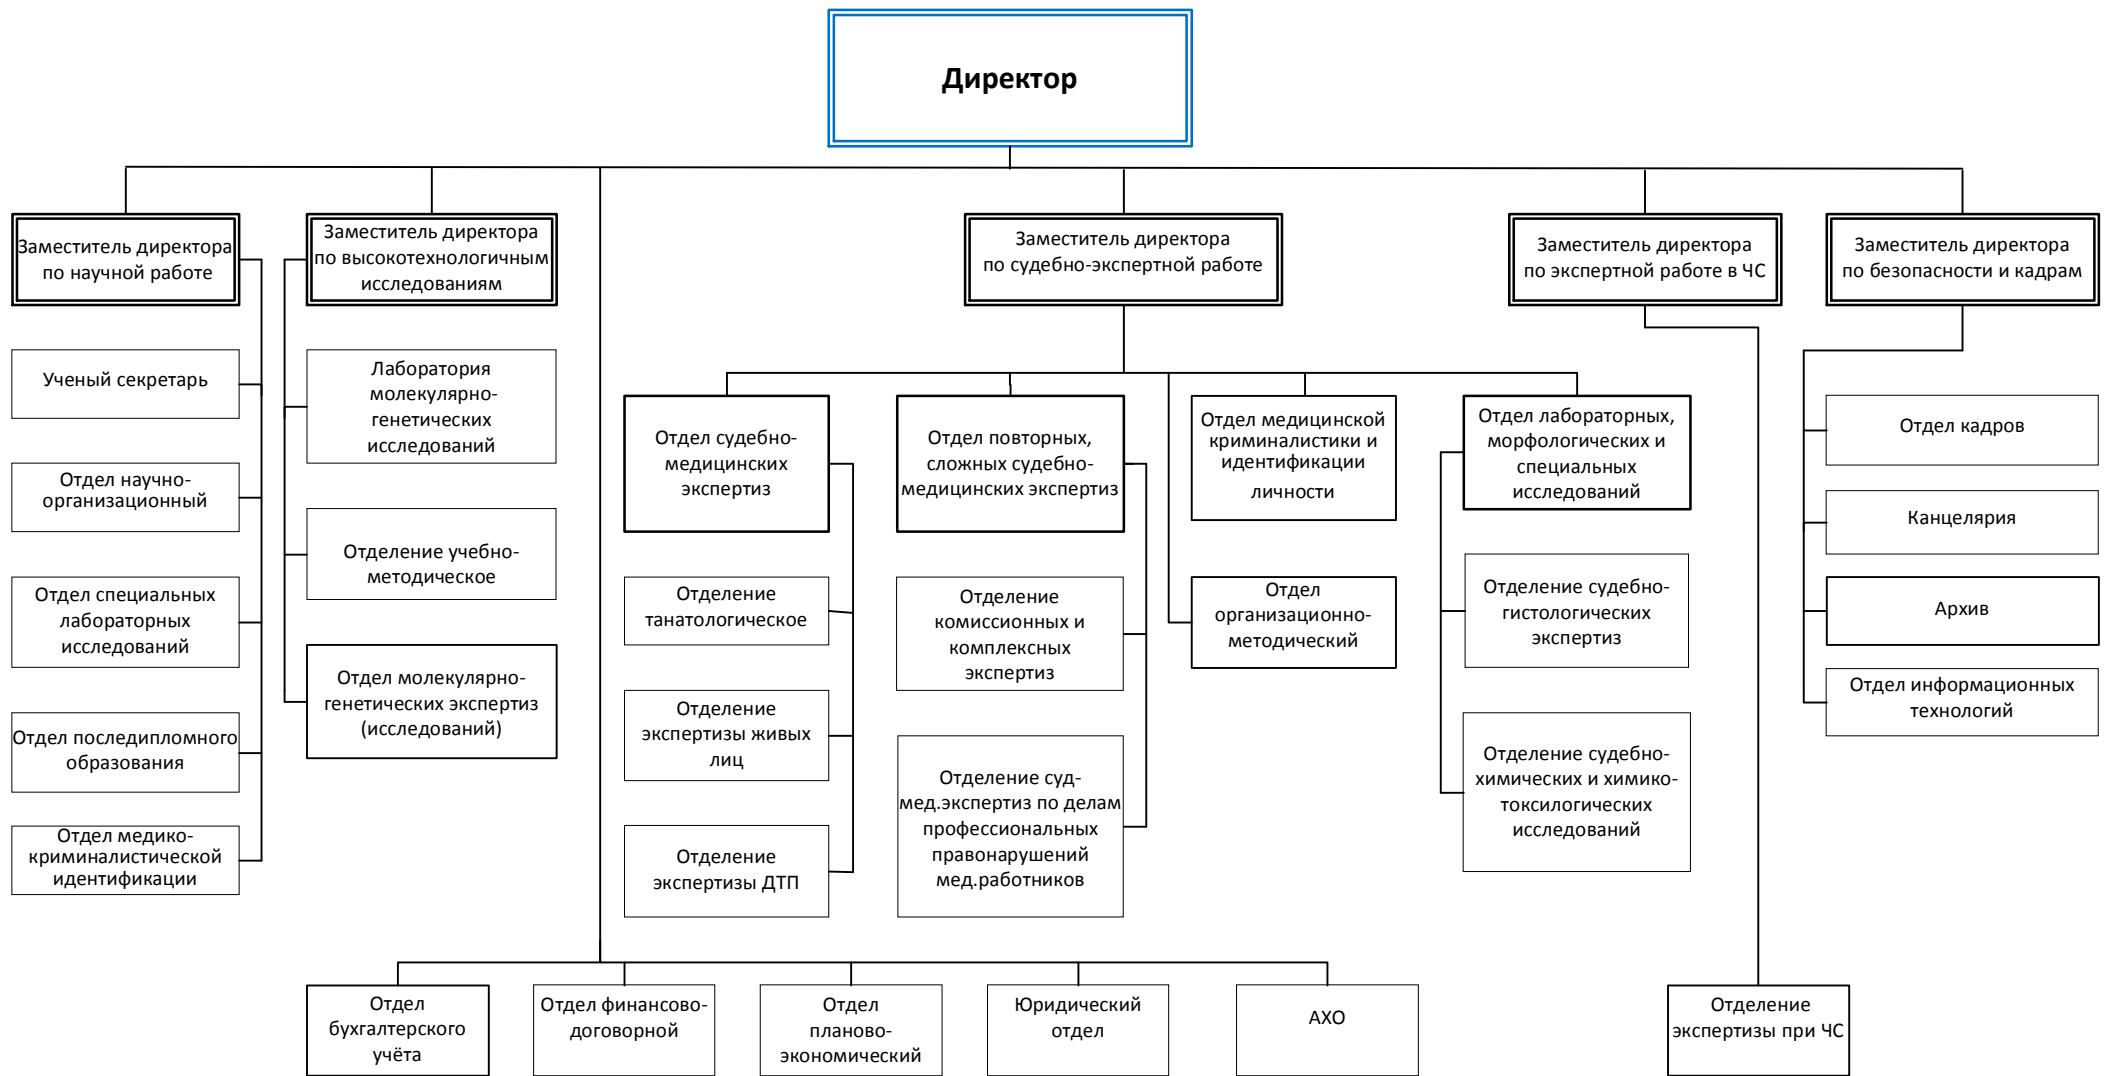 Директор
Заместитель директора
по научной работе
Заместитель директора
по высокотехнологичным
исследованиям
Заместитель директора
по судебно-экспертной работе
Заместитель директора
по экспертной работе в ЧС
Заместитель директора
по безопасности и кадрам
Ученый секретарь
Отдел научно-
организационный
Отдел специальных
лабораторных
исследований
Отдел последипломного
образования
Отдел медико-
криминалистической
идентификации
Лаборатория
молекулярно-
генетических
исследований
Отделение учебно-
методическое
Отдел молекулярно-
генетических экспертиз
(исследований)
Отдел судебно-
медицинских
экспертиз
Отделение
танатологическое
Отделение
экспертизы живых
лиц
Отделение
экспертизы ДТП
Отдел повторных,
сложных судебно-
медицинских экспертиз
Отделение
комиссионных и
комплексных
экспертиз
Отделение суд-
мед.экспертиз по делам
профессиональных
правонарушений
мед.работников
Отдел медицинской
криминалистики и
идентификации
личности
Отдел
организационно-
методический
Отдел лабораторных,
морфологических и
специальных
исследований
Отделение судебно-
гистологических
экспертиз
Отделение судебно-
химических и химико-
токсилогических
исследований
Отдел кадров
Канцелярия
Архив
Отдел информационных
технологий
Отдел
бухгалтерского
учёта
Отдел финансово-
договорной
Отдел
планово-
экономический
Юридический
отдел
АХО
Отделение
экспертизы при ЧС